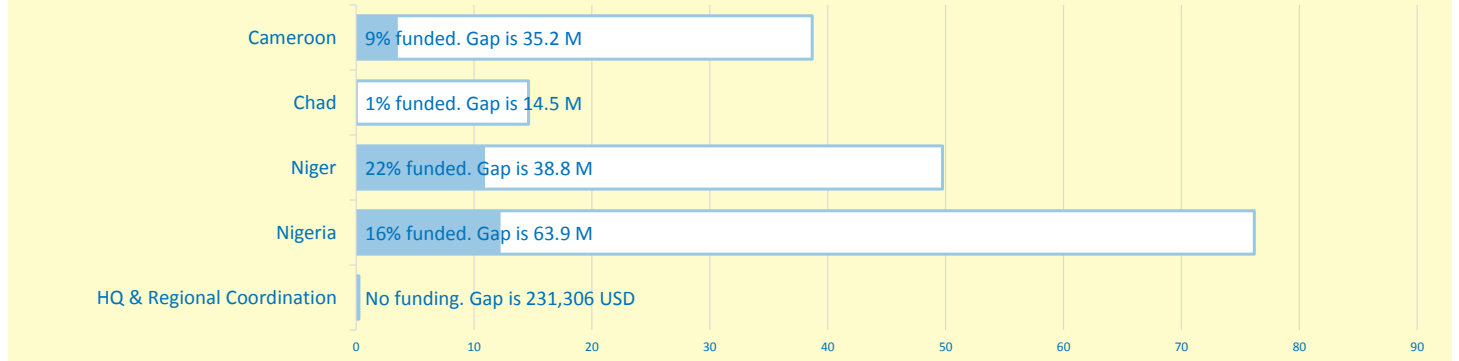 Cameroon 9% funded. Gap is 35.2 M
Chad 1% funded. Gap is 14.5 M
Niger 22% funded. Gap is 38.8 M
Nigeria 16% funded. Gap is 63.9 M
HQ & Regional Coordination No funding. Gap is 231,306 USD
0 10 20 30 40 50 60 70 80 90